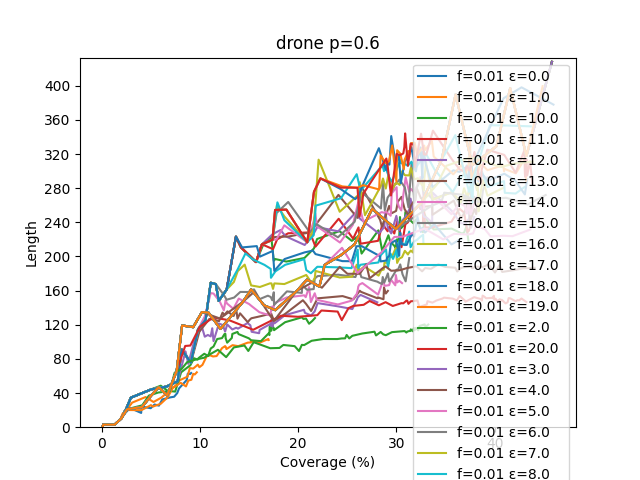 drone p=0.6
Length
400
360
320
280
240
200
160
120
80
40
0
0
10
20
30
40
Coverage (%)
f=0.01 ε=0.0
f=0.01 ε=1.0
f=0.01 ε=10.0
f=0.01 ε=11.0
f=0.01 ε=12.0
f=0.01 ε=13.0
f=0.01 ε=14.0
f=0.01 ε=15.0
f=0.01 ε=16.0
f=0.01 ε=17.0
f=0.01 ε=18.0
f=0.01 ε=19.0
f=0.01 ε=2.0
f=0.01 ε=20.0
f=0.01 ε=3.0
f=0.01 ε=4.0
f=0.01 ε=5.0
f=0.01 ε=6.0
f=0.01 ε=7.0
f=0.01 ε=8.0